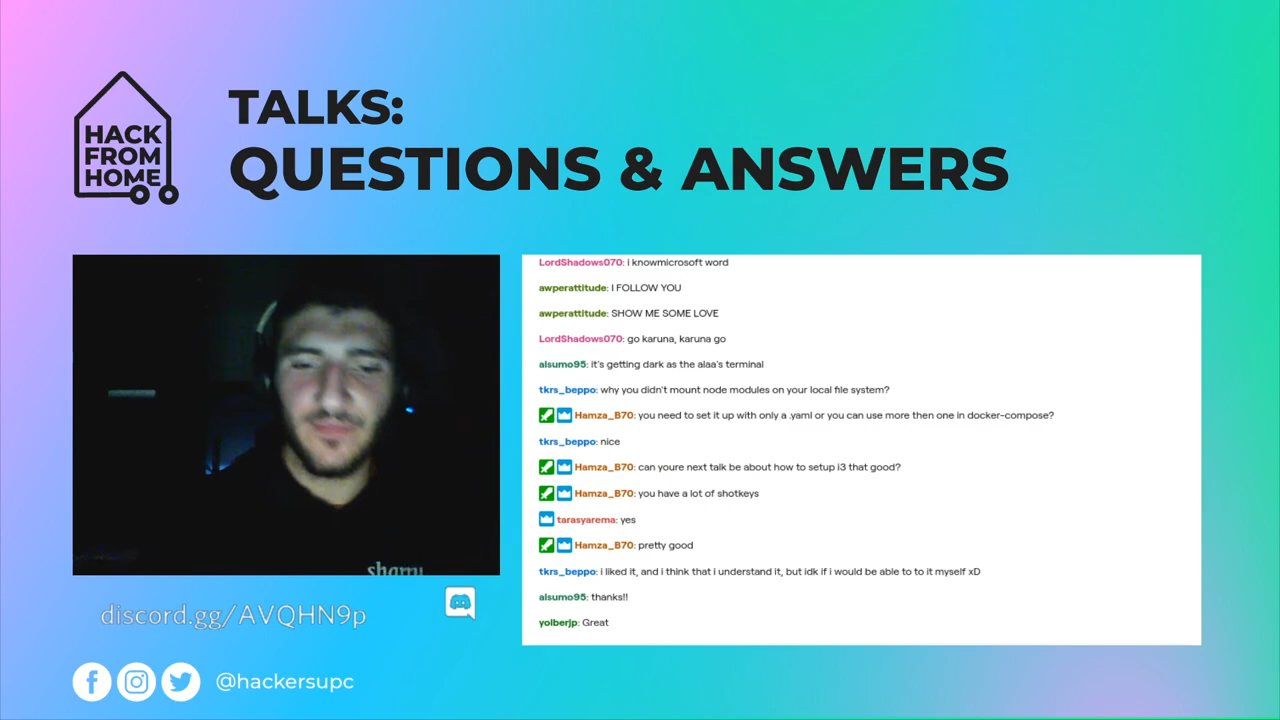 HACK
FROM
HOME
TALKS:
QUESTIONS & ANSWERS
LordShadows070: i knowmicrosoft word
awperattitude: I FOLLOW YOU
awperattitude: SHOW ME SOME LOVE
LordShadows070: go karuna, karuna go
alsumo95: it's getting dark as the alaa's terminal
tkrs_beppo: why you didn't mount node modules on your local file system?
Hamza_B70: you need to set it up with only a .yaml or you can use more then one in docker-compose?
tkrs_beppo: nice
Hamza_B70: can youre next talk be about how to setup i3 that good?
Hamza_B70: you have a lot of shotkeys
tarasyarema: yes
Hamza_B70: pretty good
tkrs_beppo: i liked it, and i think that i understand it, but idk if i would be able to to it myself xD
alsumo95: thanks!!
yolberjp: Great
discord.gg/AVQHN9p
@hackersupc